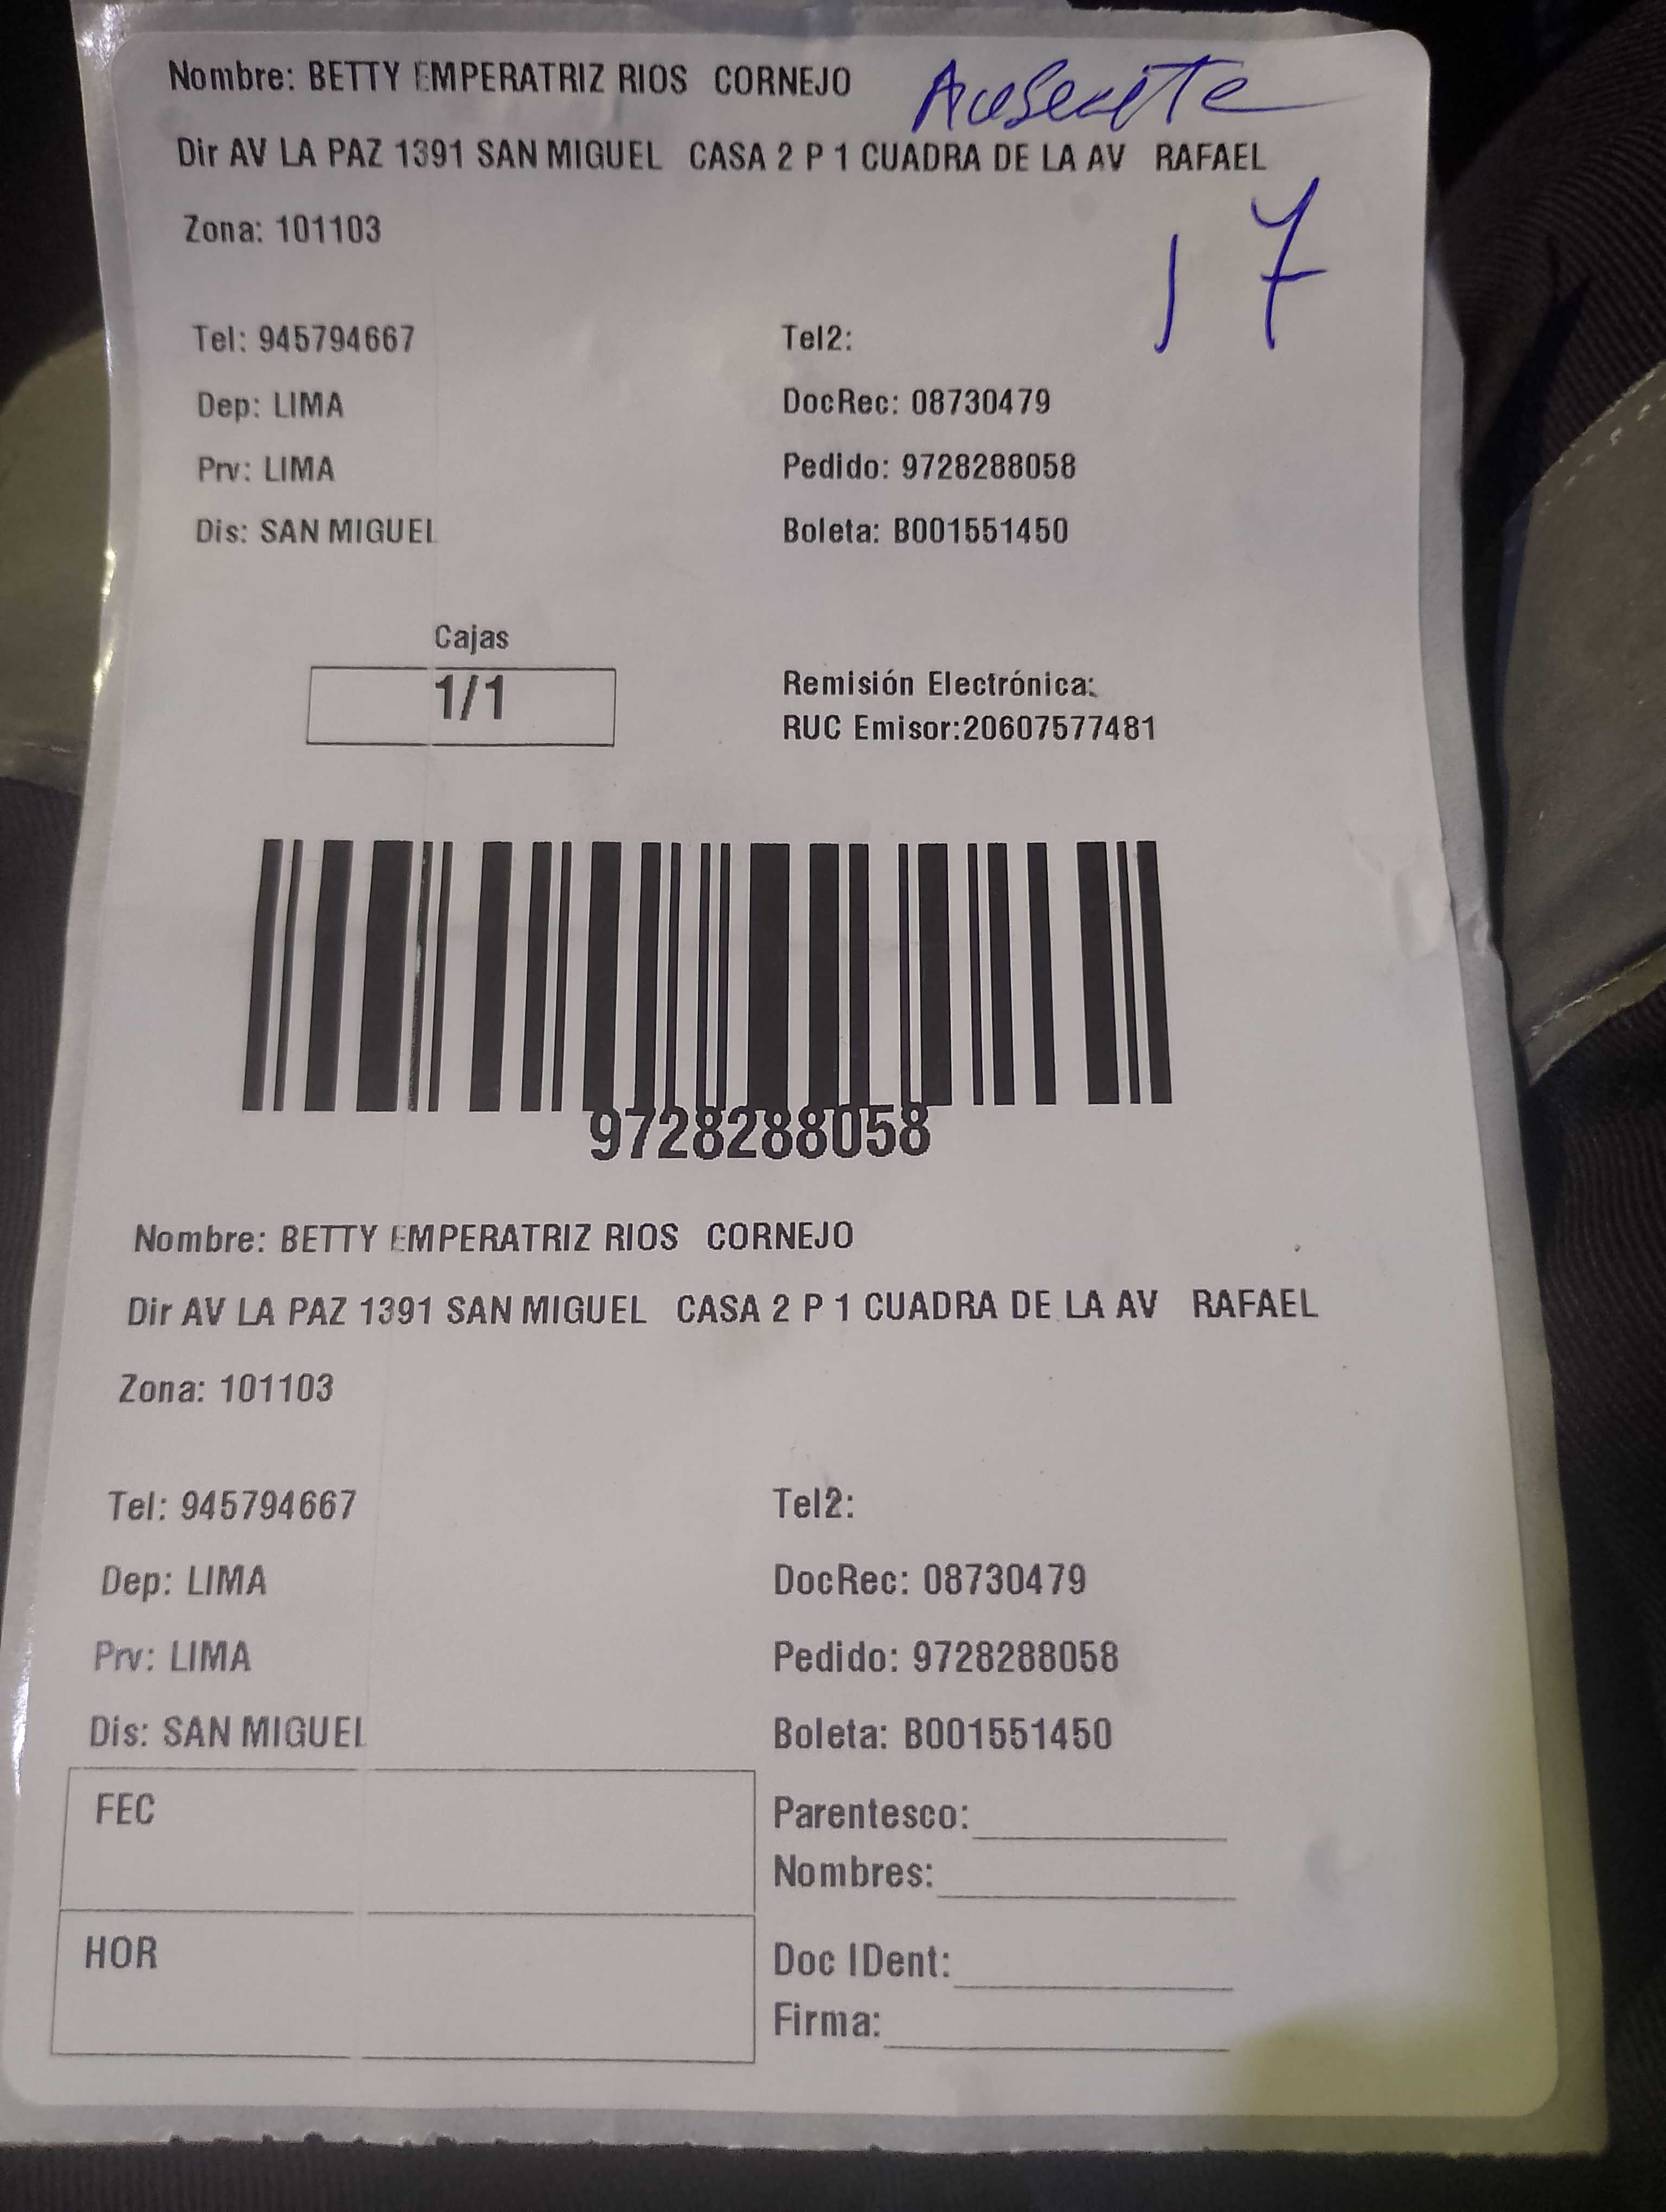 Nombre: BETTY EMPERATRIZ RIOS CORNEJO
Ausente
Dir AV LA PAZ 1391 SAN MIGUEL CASA 2 P 1 CUADRA DE LA AV RAFAEL
Zona: 101103
17
Tel: 945794667
Tel2:
Dep: LIMA
DocRec: 08730479
Prv: LIMA
Pedido: 9728288058
Dis: SAN MIGUEL
Boleta: B001551450
Cajas
1/1
Remisión Electrónica:
RUC Emisor:20607577481
9728288058
Nombre: BETTY EMPERATRIZ RIOS CORNEJO
Dir AV LA PAZ 1391 SAN MIGUEL CASA 2 P 1 CUADRA DE LA AV RAFAEL
Zona: 101103
Tel: 945794667
Tel2:
Dep: LIMA
DocRec: 08730479
Prv: LIMA
Pedido: 9728288058
Dis: SAN MIGUEL
Boleta: B001551450
FEC
Parentesco:
Nombres:
HOR
Doc IDent:
Firma: